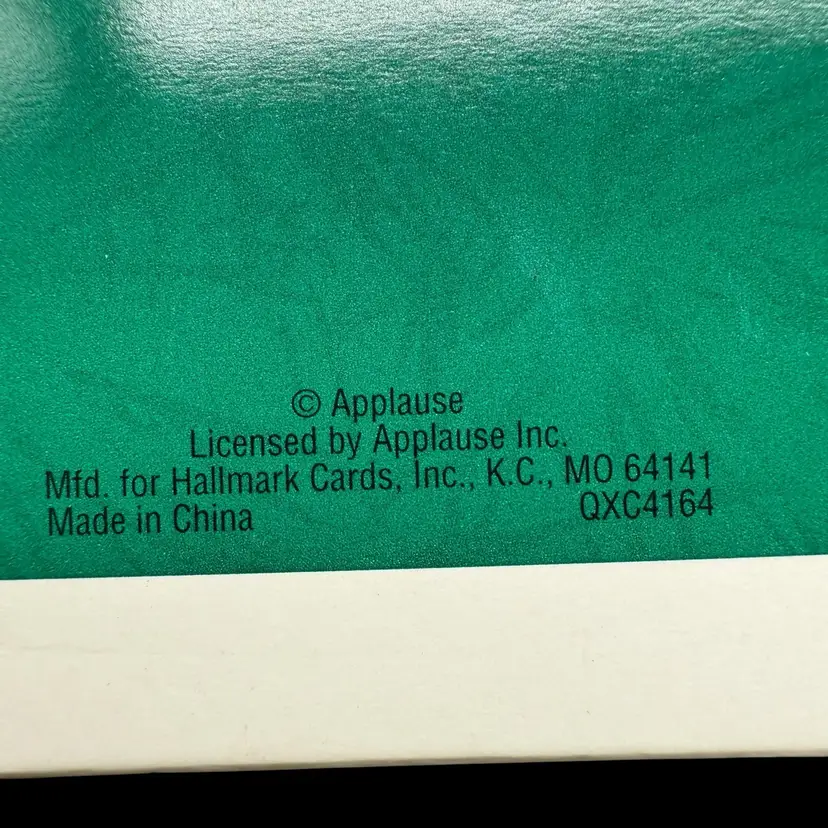 © Applause
Licensed by Applause Inc.
Mfd. for Hallmark Cards, Inc., K.C., MO 64141
Made in China QXC4164